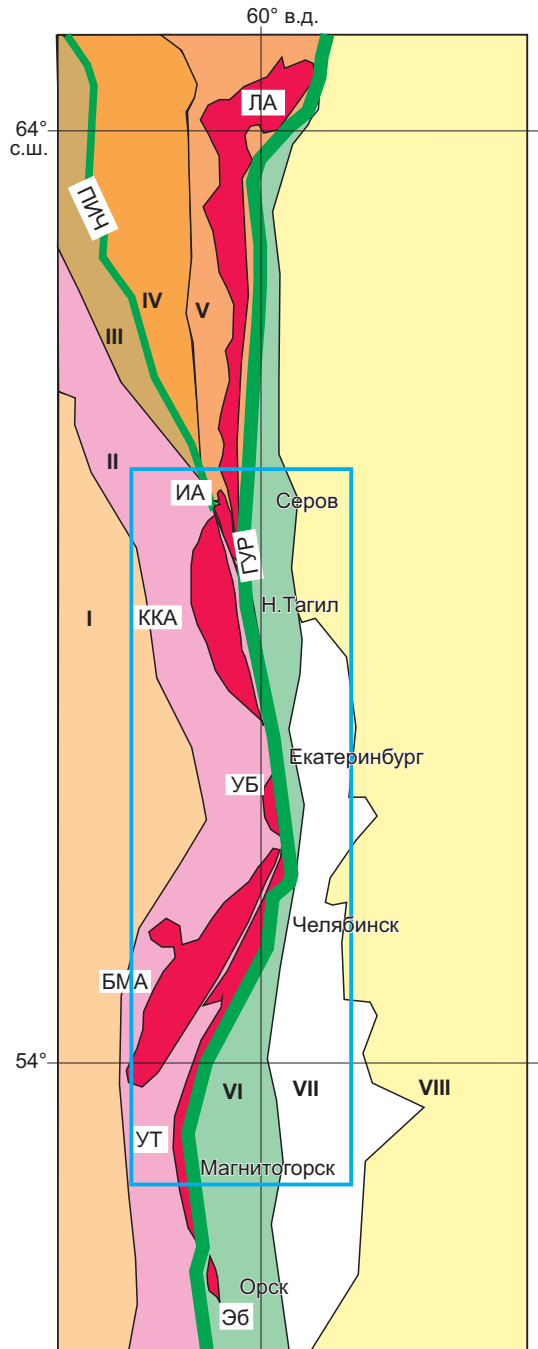 60° в.д.
ЛА
64°
с.ш.
ПИЧ
IV
V
III
II
ИА
Серов
ГУР
Н.Тагил
I
ККА
Екатеринбург
УБ
Челябинск
БМА
54°
VI
VII
VIII
УТ
Магнитогорск
Орск
Эб